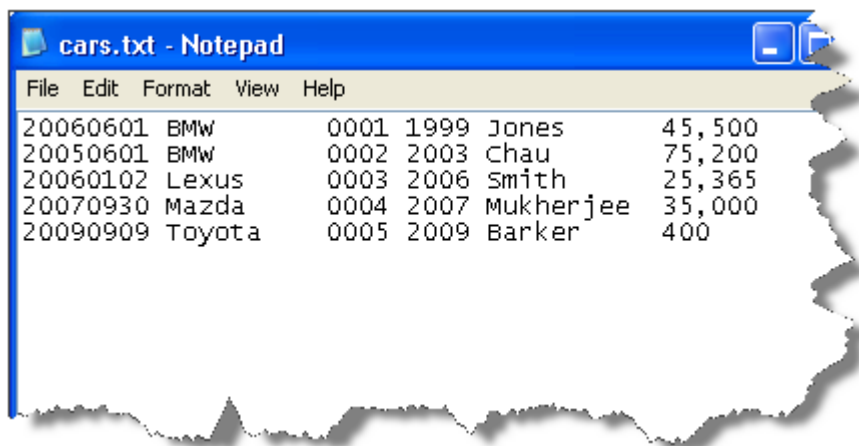 cars.txt - Notepad
File Edit Format View Help
20060601 BMW 0001 1999 Jones 45,500
20050601 BMW 0002 2003 Chau 75,200
20060102 Lexus 0003 2006 Smith 25,365
20070930 Mazda 0004 2007 Mukherjee 35,000
20090909 Toyota 0005 2009 Barker 400